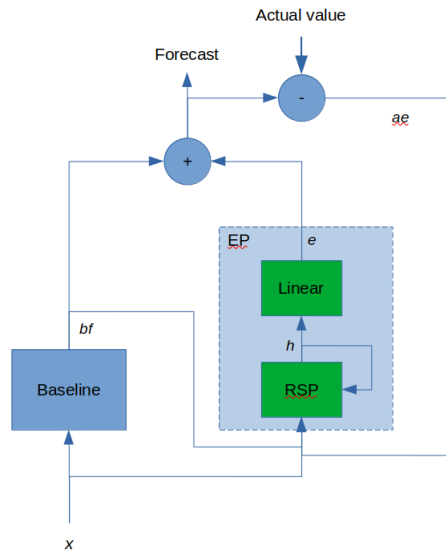 Actual value
Forecast
-
ae
+
e
EP
Linear
bf
h
Baseline
RSP
x